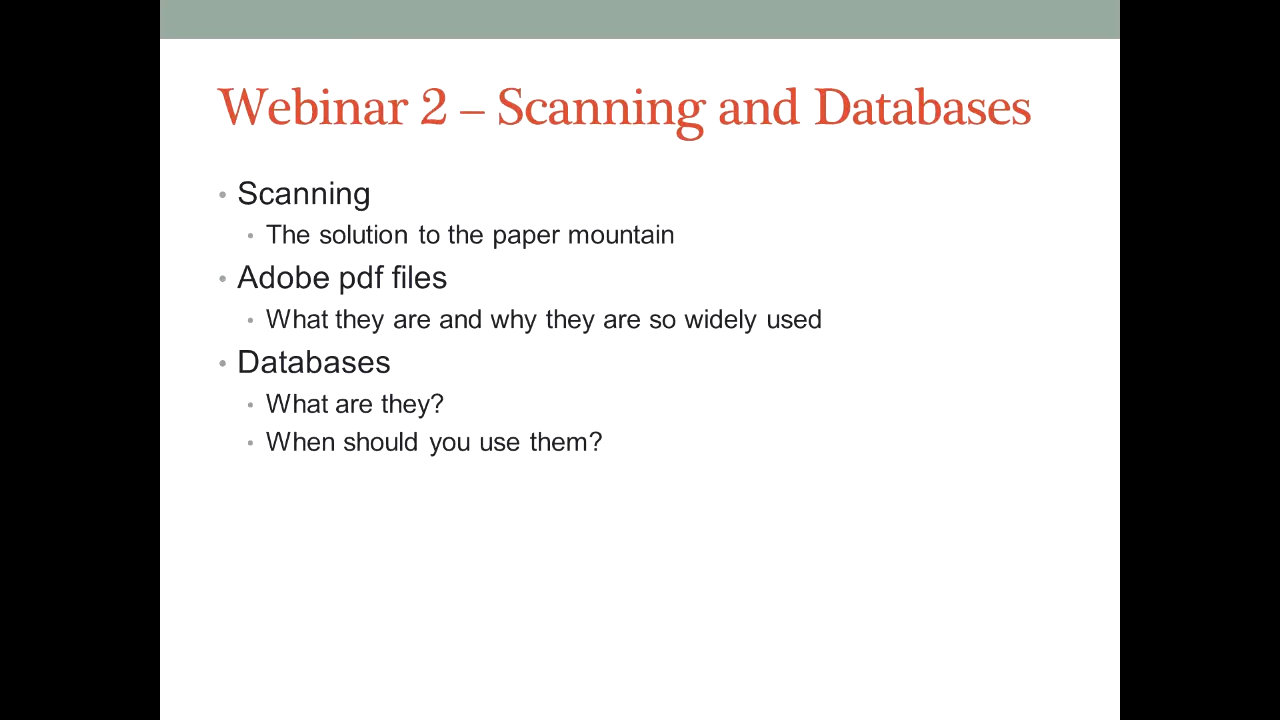 Webinar 2 – Scanning and Databases
• Scanning
• The solution to the paper mountain
• Adobe pdf files
• What they are and why they are so widely used
• Databases
• What are they?
• When should you use them?